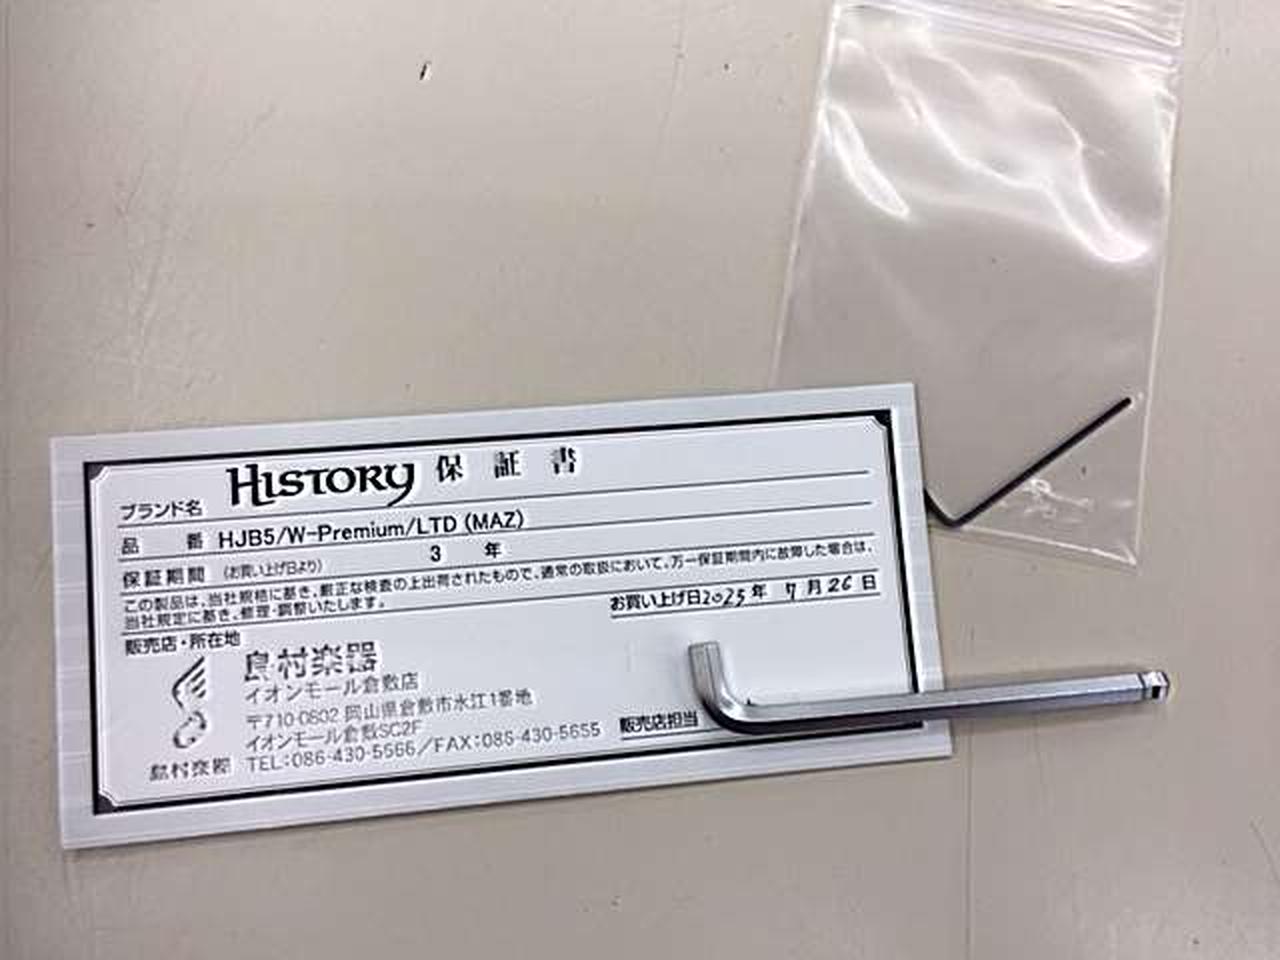 ブランド名 HISTORY 保証書
品番 HJB5/W-Premium/LTD (MAZ)
保証期間 (お買い上げ日より) 3 年
この製品は、当社規格に基き、厳正な検査の上出荷されたもので、通常の取扱において、万一保証期間内に故障した場合は、
当社規定に基き、修理・調整いたします。
お買い上げ日2025年 7月26日
販売店・所在地
島村楽器
イオンモール倉敷店
〒710-0802 岡山県倉敷市水江1番地
イオンモール倉敷SC2F
TEL:086-430-5566/FAX:086-430-5655
島村楽器
販売店担当